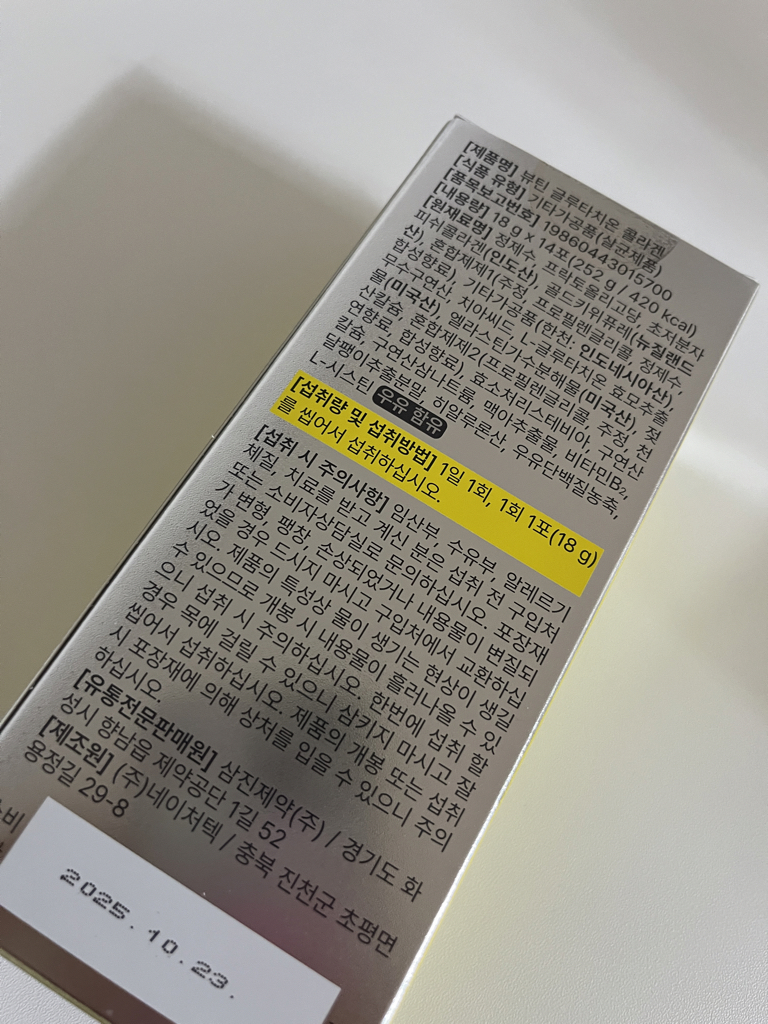 [제품명] 뷰틴 글루타치온 콜라겐
[식품 유형] 기타가공품(살균제품)
[품목보고번호] 19860443015700
[내용량] 18 g x 14포(252 g / 420 kcal)
[원재료명] 정제수, 프락토올리고당, 초저분자
피쉬콜라겐(인도산), 골드키위퓨레(뉴질랜드
산), 혼합제제1(주정, 프로필렌글리콜, 정제수,
합성향료), 기타가공품(한천: 인도네시아산),
무수구연산, 치아씨드, L-글루타치온 효모추출
물(미국산), 엘라스틴가수분해물(미국산), 젖
산칼슘, 혼합제제2(프로필렌글리콜, 주정, 천
연향료, 합성향료), 효소처리스테비아, 구연산
칼슘, 구연산삼나트륨, 맥아추출물, 비타민B₂,
달팽이추출분말, 히알루론산, 우유단백질농축,
L-시스틴 우유 함유
[섭취량 및 섭취방법] 1일 1회, 1회 1포(18 g)
를 씹어서 섭취하십시오.
[섭취 시 주의사항] 임산부, 수유부, 알레르기
체질, 치료를 받고 계신 분은 섭취 전 구입처
또는 소비자상담실로 문의하십시오. 포장재
가 변형, 팽창 손상되었거나 내용물이 변질되
었을 경우 드시지 마시고 구입처에서 교환하십
시오. 제품의 특성상 물이 생기는 현상이 생길
수 있으므로 개봉 시 내용물이 흘러나올 수 있
으니 섭취 시 주의하십시오. 한번에 섭취 할
경우 목에 걸릴 수 있으니 삼키지 마시고 잘
씹어서 섭취하십시오. 제품의 개봉 또는 섭취
시 포장재에 의해 상처를 입을 수 있으니 주의
하십시오
[유통전문판매원] 삼진제약(주) / 경기도 화
성시 향남읍 제약공단 1길 52
[제조원] (주)네이처텍 / 충북 진천군 초평면
용정길 29-8
2025.10.23.